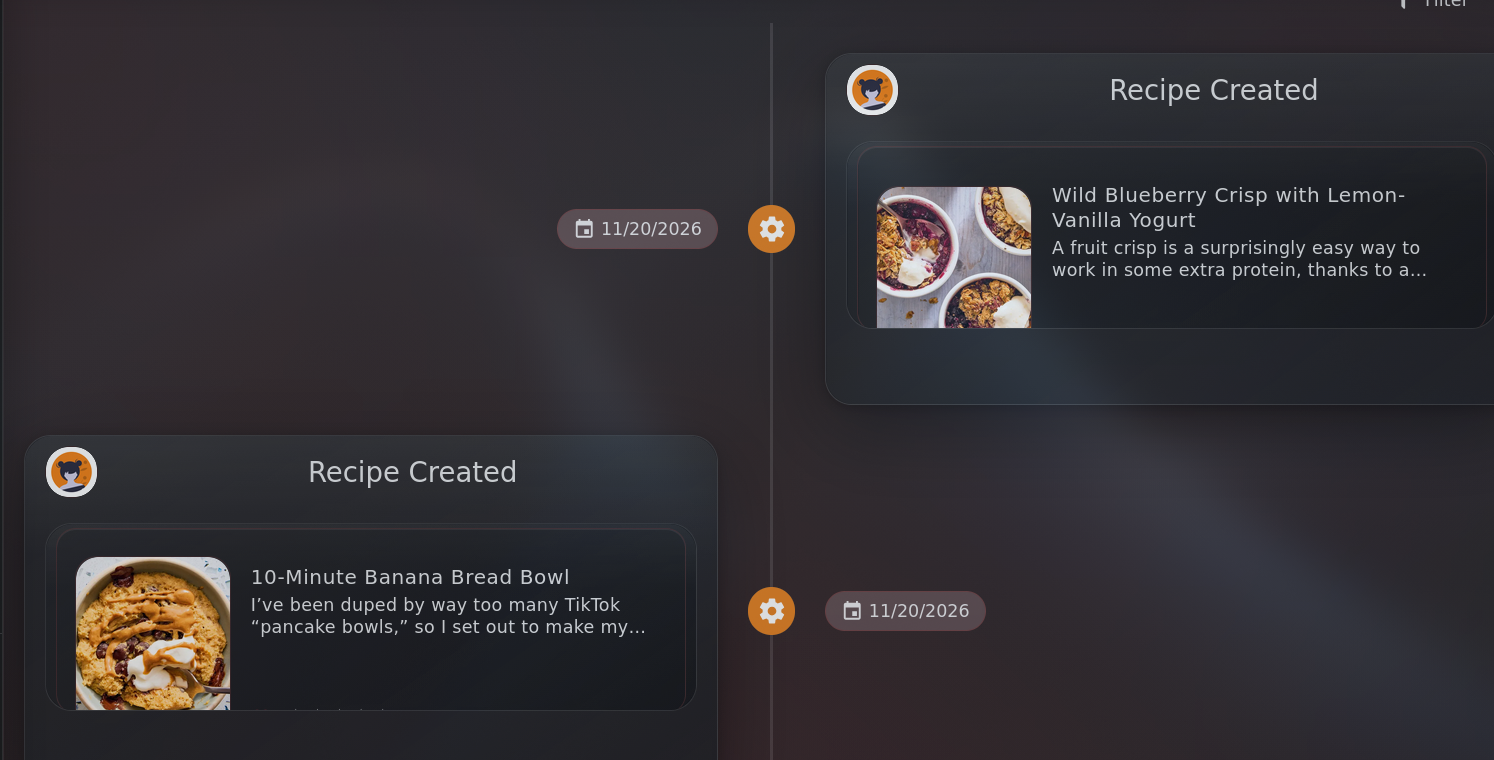 Filter
Recipe Created
11/20/2026
Wild Blueberry Crisp with Lemon-
Vanilla Yogurt
A fruit crisp is a surprisingly easy way to
work in some extra protein, thanks to a…
Recipe Created
11/20/2026
10-Minute Banana Bread Bowl
I’ve been duped by way too many TikTok
“pancake bowls,” so I set out to make my…